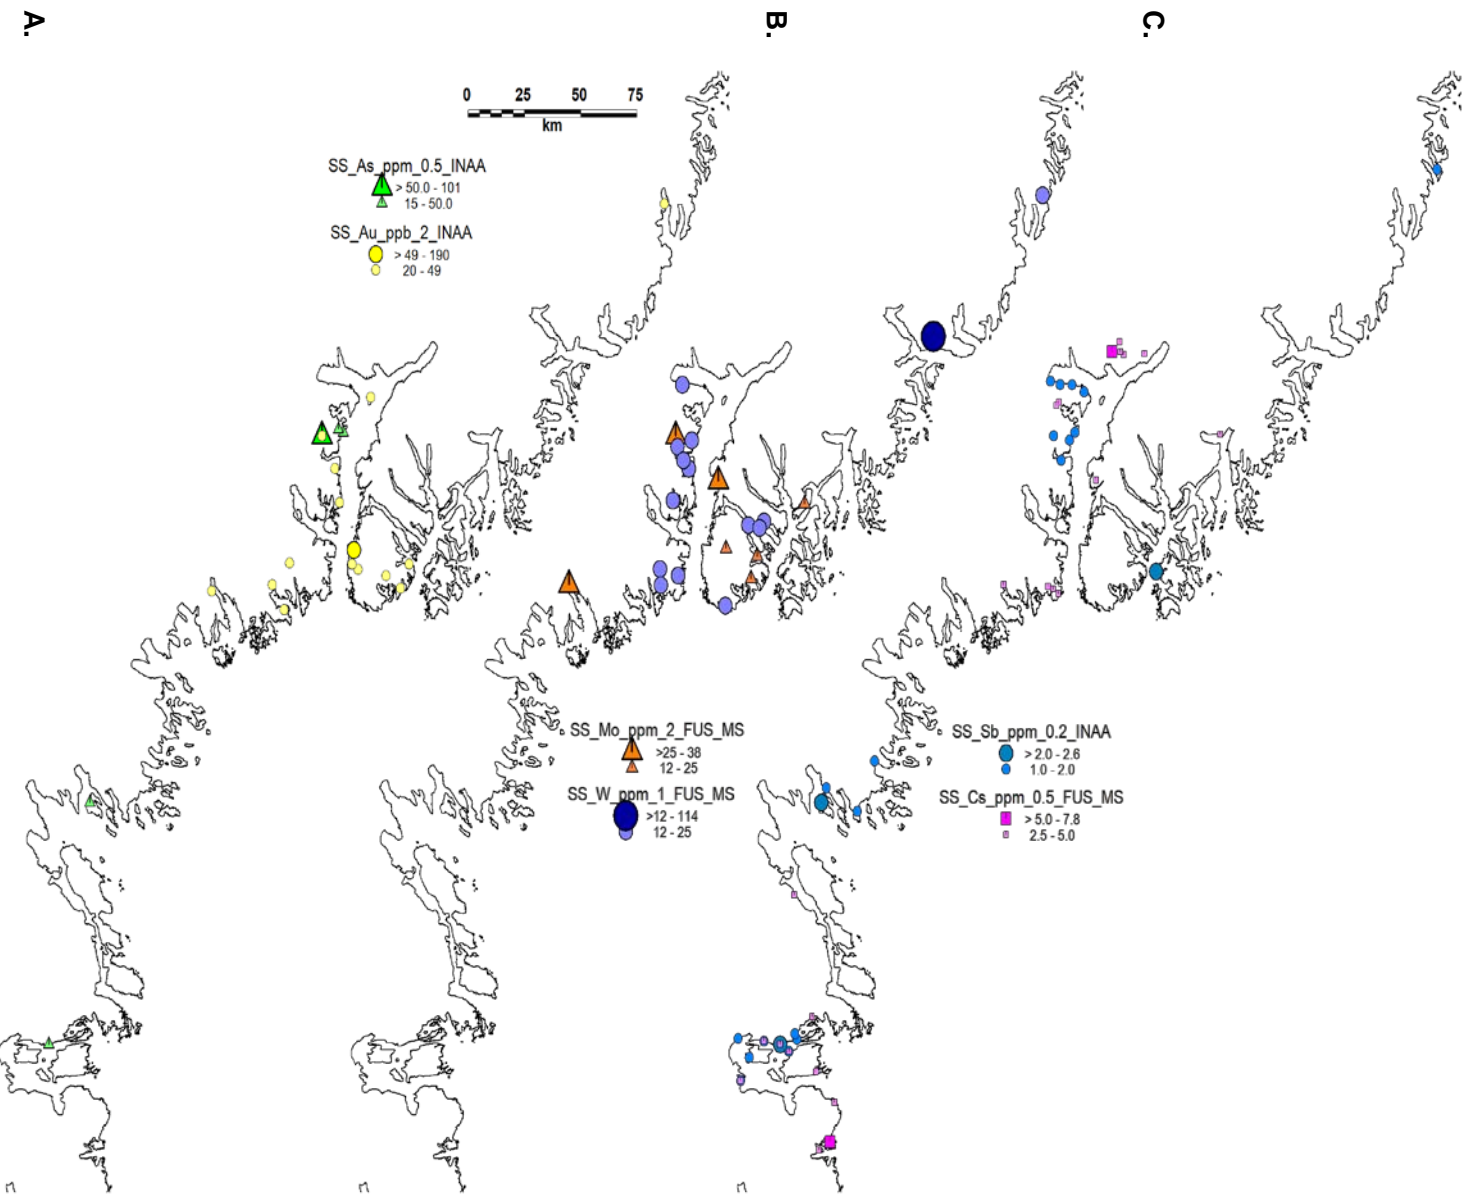 A.
B.
C.
0 25 50 75
km
SS_As_ppm_0.5_INAA
> 50.0 - 101
15 - 50.0
SS_Au_ppb_2_INAA
> 49 - 190
20 - 49
SS_Mo_ppm_2_FUS_MS
>25 - 38
12 - 25
SS_W_ppm_1_FUS_MS
>12 - 114
12 - 25
SS_Sb_ppm_0.2_INAA
> 2.0 - 2.6
1.0 - 2.0
SS_Cs_ppm_0.5_FUS_MS
> 5.0 - 7.8
2.5 - 5.0